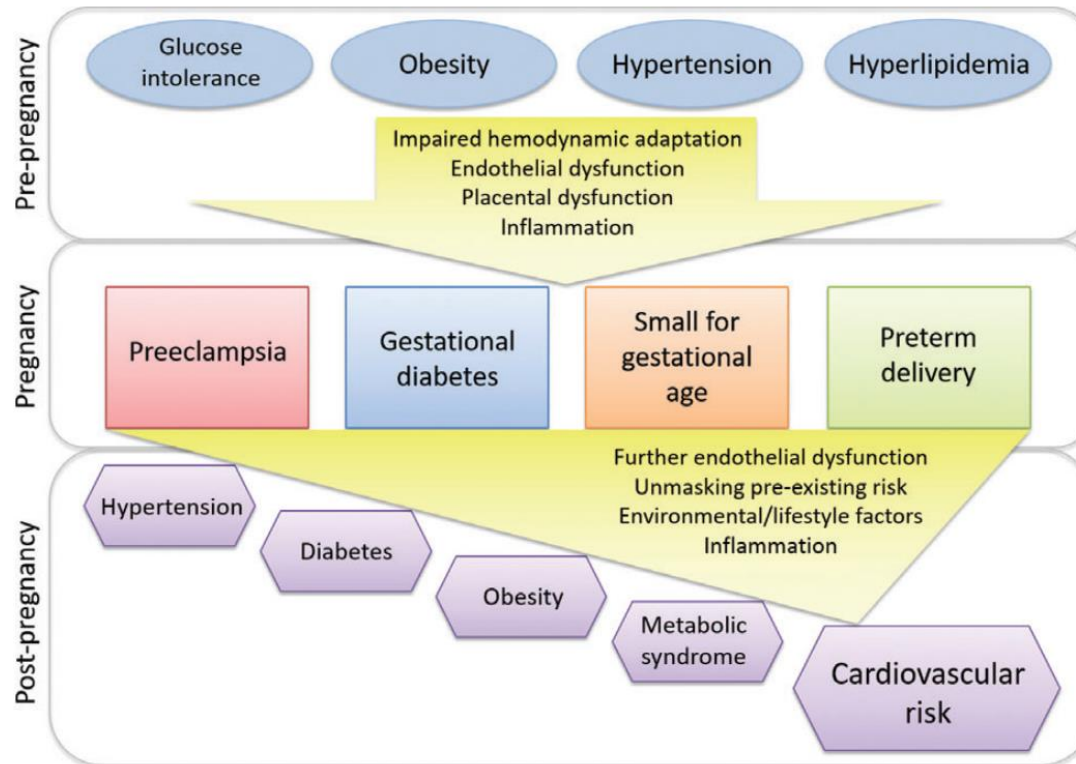 Pre-pregnancy
Glucose
intolerance
Obesity
Hypertension
Hyperlipidemia
Impaired hemodynamic adaptation
Endothelial dysfunction
Placental dysfunction
Inflammation
Pregnancy
Preeclampsia
Gestational
diabetes
Small for
gestational
age
Preterm
delivery
Post-pregnancy
Further endothelial dysfunction
Unmasking pre-existing risk
Environmental/lifestyle factors
Inflammation
Hypertension
Diabetes
Obesity
Metabolic
syndrome
Cardiovascular
risk